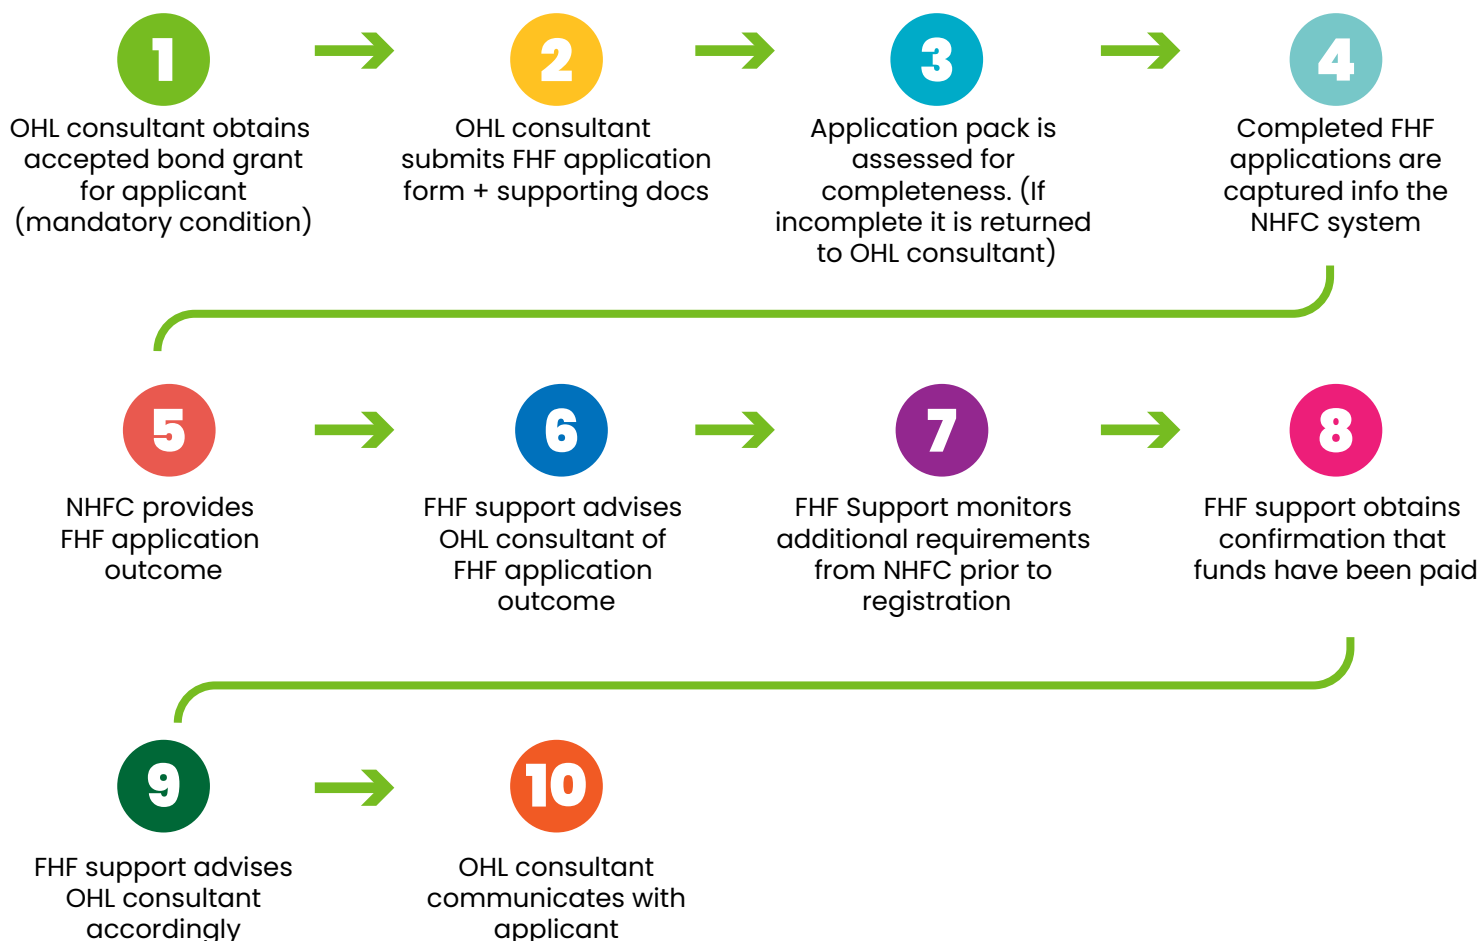 1
OHL consultant obtains
accepted bond grant
for applicant
(mandatory condition)
2
OHL consultant
submits FHF application
form + supporting docs
3
Application pack is
assessed for
completeness. (If
incomplete it is returned
to OHL consultant)
4
Completed FHF
applications are
captured info the
NHFC system
5
NHFC provides
FHF application
outcome
6
FHF support advises
OHL consultant of
FHF application
outcome
7
FHF Support monitors
additional requirements
from NHFC prior to
registration
8
FHF support obtains
confirmation that
funds have been paid
9
FHF support advises
OHL consultant
accordingly
10
OHL consultant
communicates with
applicant